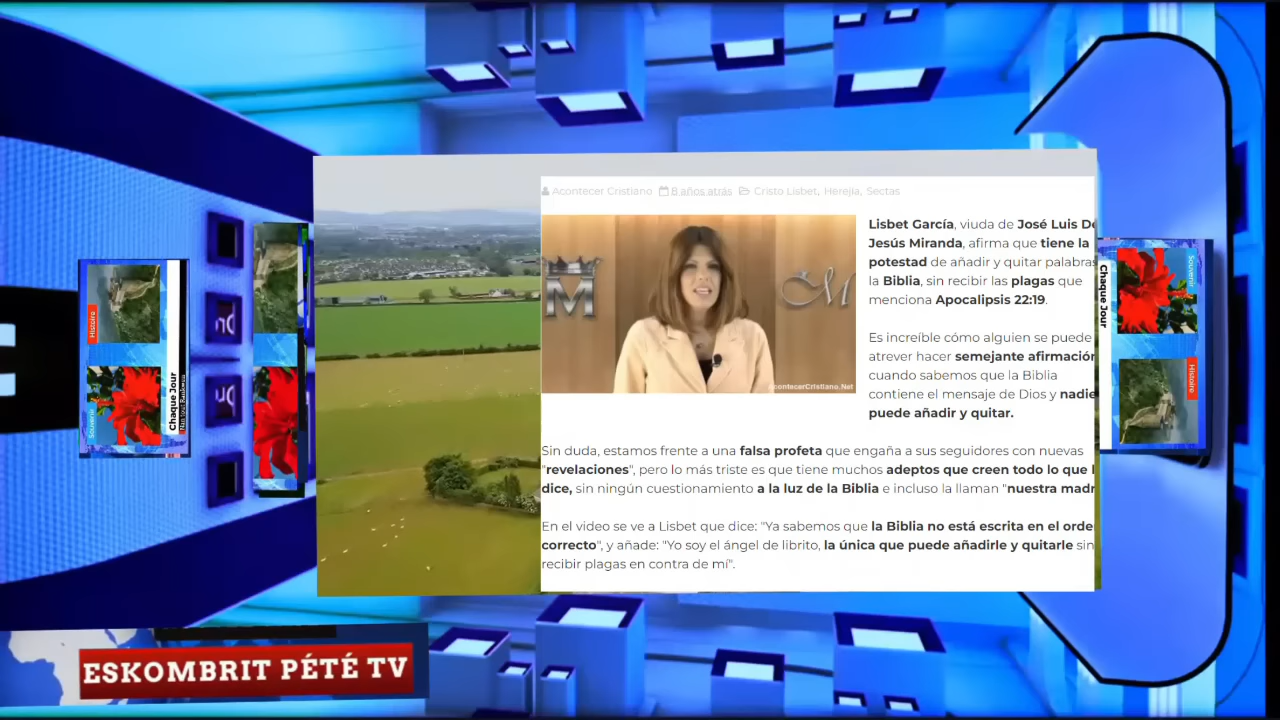 Acontecer Cristiano 8 años atrás Cristo Lisbet, Herejía, Sectas
Lisbet García, viuda de José Luis De
Jesús Miranda, afirma que tiene la
potestad de añadir y quitar palabras
la Biblia, sin recibir las plagas que
menciona Apocalipsis 22:19.
Es increíble cómo alguien se puede
atrever hacer semejante afirmación
cuando sabemos que la Biblia
contiene el mensaje de Dios y nadie
puede añadir y quitar.
M
M
AcontecerCristiano.Net
Sin duda, estamos frente a una falsa profeta que engaña a sus seguidores con nuevas
"revelaciones", pero lo más triste es que tiene muchos adeptos que creen todo lo que
dice, sin ningún cuestionamiento a la luz de la Biblia e incluso la llaman "nuestra madr
En el video se ve a Lisbet que dice: "Ya sabemos que la Biblia no está escrita en el orde
correcto", y añade: "Yo soy el ángel de librito, la única que puede añadirle y quitarle sin
recibir plagas en contra de mí".
Histoire
Souvenir
Chaque Jour
Chaque Jour
Souvenir
Histoire
ESKOMBRIT PÉTÉ TV